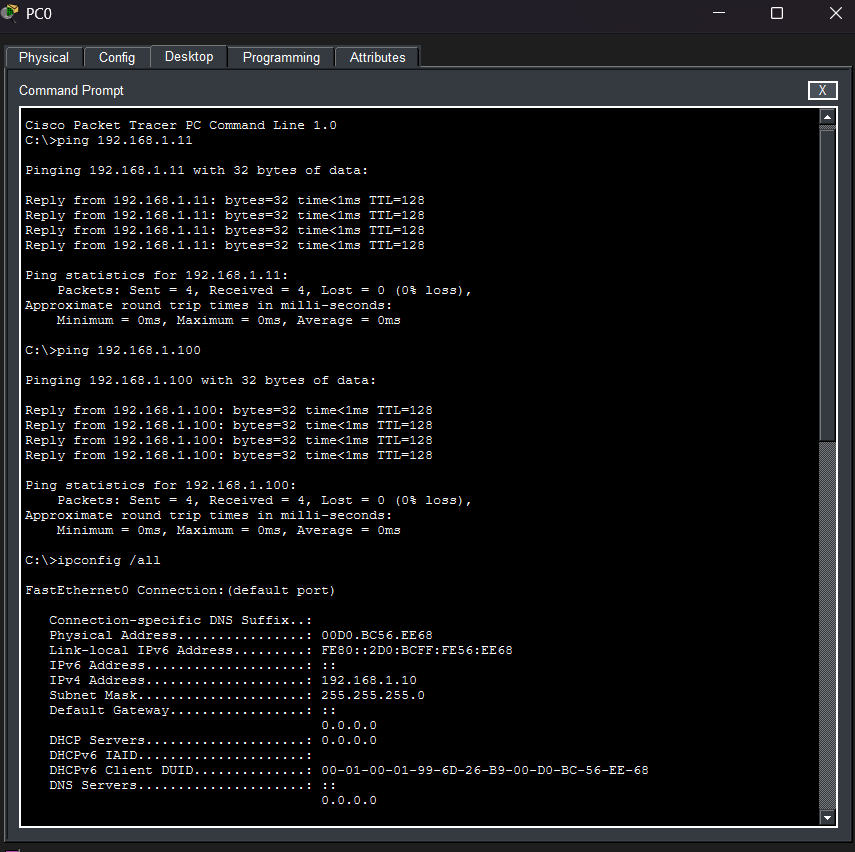 PC0
Physical Config Desktop Programming Attributes
Command Prompt X
Cisco Packet Tracer PC Command Line 1.0
C:\>ping 192.168.1.11
Pinging 192.168.1.11 with 32 bytes of data:
Reply from 192.168.1.11: bytes=32 time<1ms TTL=128
Reply from 192.168.1.11: bytes=32 time<1ms TTL=128
Reply from 192.168.1.11: bytes=32 time<1ms TTL=128
Reply from 192.168.1.11: bytes=32 time<1ms TTL=128
Ping statistics for 192.168.1.11:
    Packets: Sent = 4, Received = 4, Lost = 0 (0% loss),
Approximate round trip times in milli-seconds:
    Minimum = 0ms, Maximum = 0ms, Average = 0ms
C:\>ping 192.168.1.100
Pinging 192.168.1.100 with 32 bytes of data:
Reply from 192.168.1.100: bytes=32 time<1ms TTL=128
Reply from 192.168.1.100: bytes=32 time<1ms TTL=128
Reply from 192.168.1.100: bytes=32 time<1ms TTL=128
Reply from 192.168.1.100: bytes=32 time<1ms TTL=128
Ping statistics for 192.168.1.100:
    Packets: Sent = 4, Received = 4, Lost = 0 (0% loss),
Approximate round trip times in milli-seconds:
    Minimum = 0ms, Maximum = 0ms, Average = 0ms
C:\>ipconfig /all
FastEthernet0 Connection:(default port)
   Connection-specific DNS Suffix..:
   Physical Address................: 00D0.BC56.EE68
   Link-local IPv6 Address.........: FE80::2D0:BCFF:FE56:EE68
   IPv6 Address....................: ::
   IPv4 Address....................: 192.168.1.10
   Subnet Mask.....................: 255.255.255.0
   Default Gateway.................: ::
                                     0.0.0.0
   DHCP Servers....................: 0.0.0.0
   DHCPv6 IAID.....................:
   DHCPv6 Client DUID..............: 00-01-00-01-99-6D-26-B9-00-D0-BC-56-EE-68
   DNS Servers.....................: ::
                                     0.0.0.0